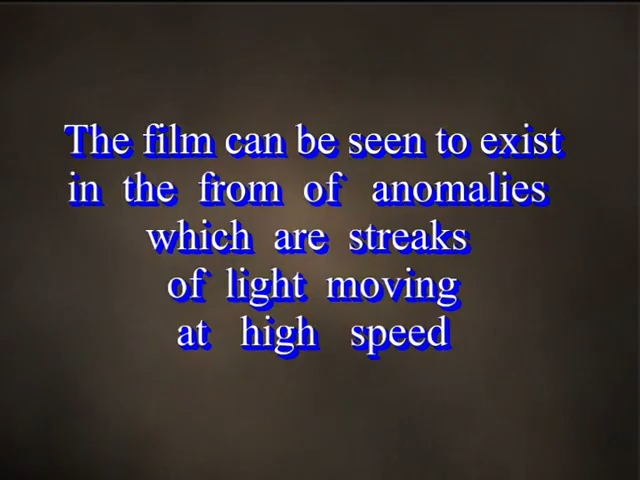 The film can be seen to exist
in the from of anomalies
which are streaks
of light moving
at high speed